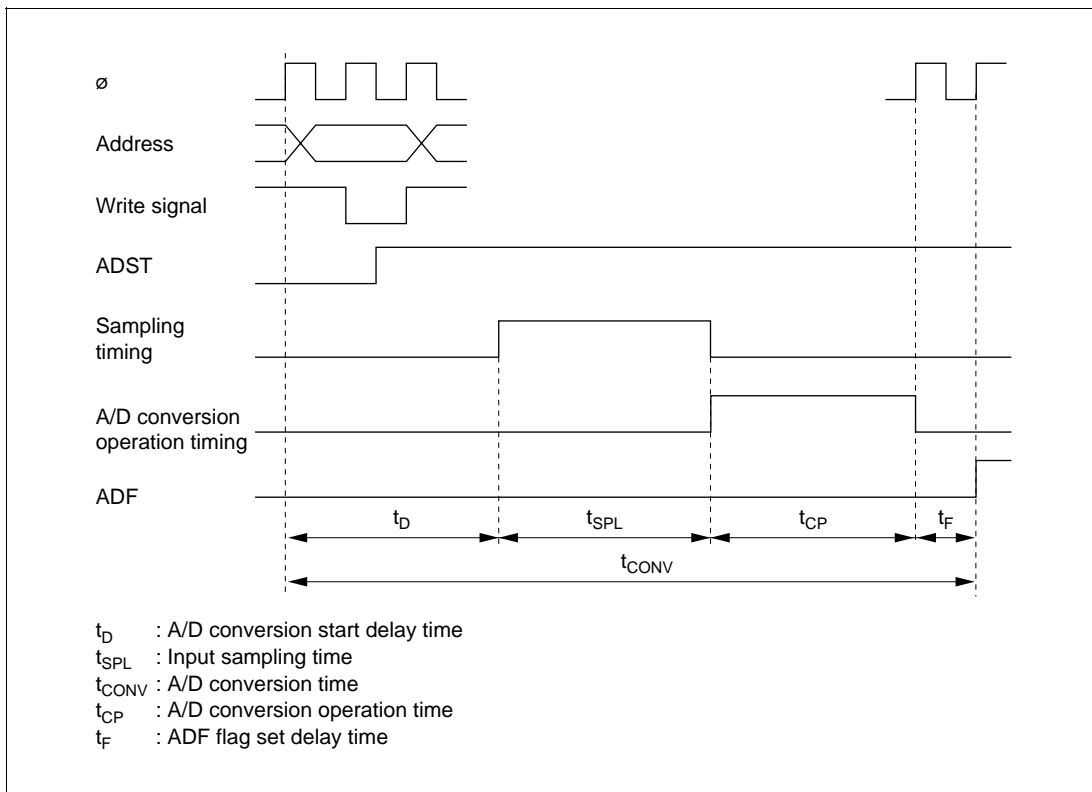 ø
Address
Write signal
ADST
Sampling
timing
A/D conversion
operation timing
ADF
tD tSPL tCP tF
tCONV
tD : A/D conversion start delay time
tSPL : Input sampling time
tCONV : A/D conversion time
tCP : A/D conversion operation time
tF : ADF flag set delay time